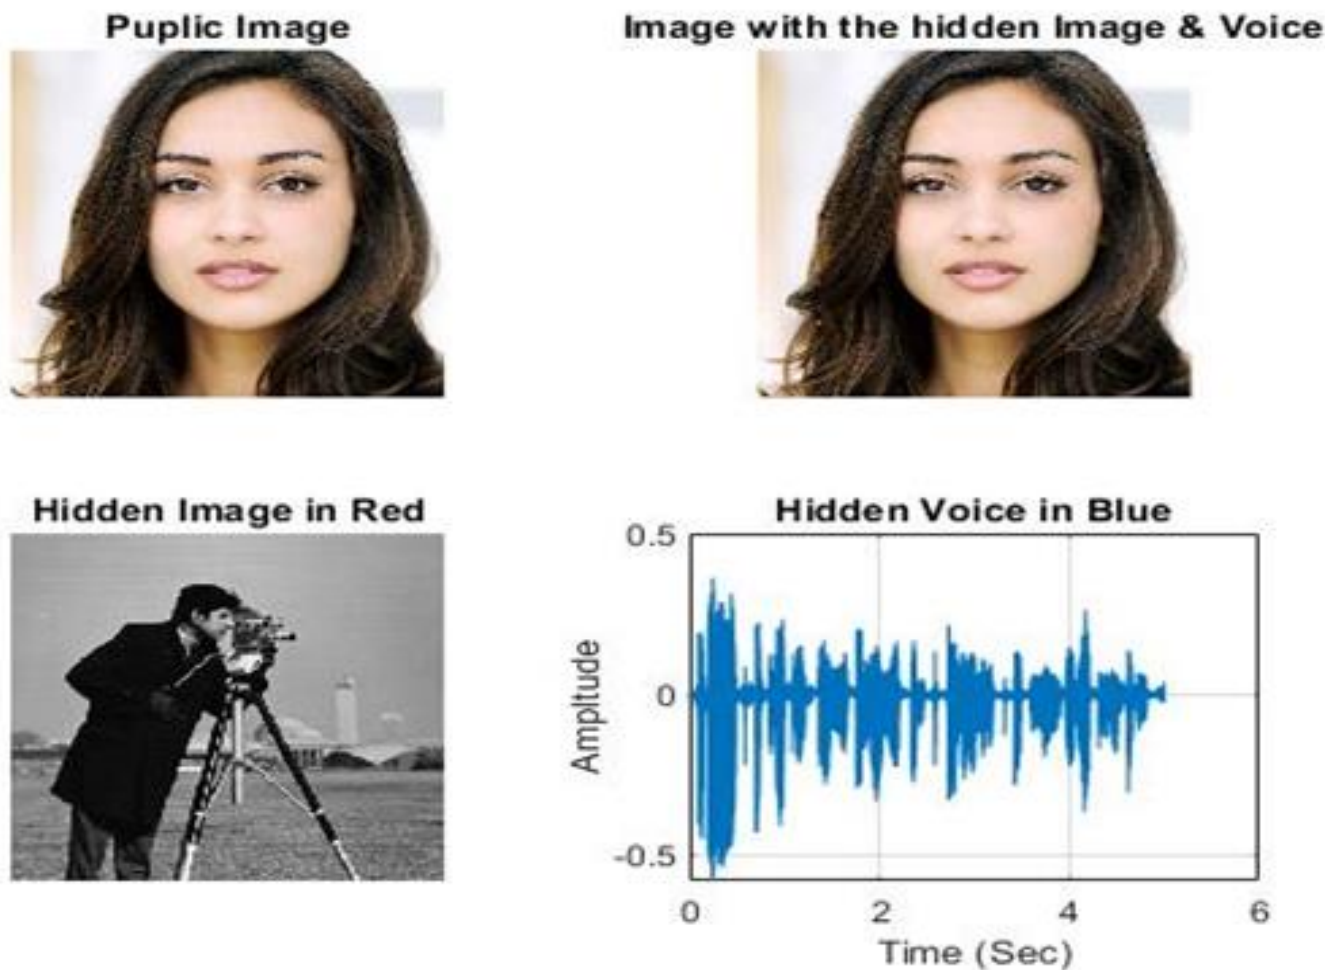 Puplic Image
Image with the hidden Image & Voice
Hidden Image in Red
Hidden Voice in Blue
0.5
0
-0.5
Ampltude
0
2
4
6
Time (Sec)